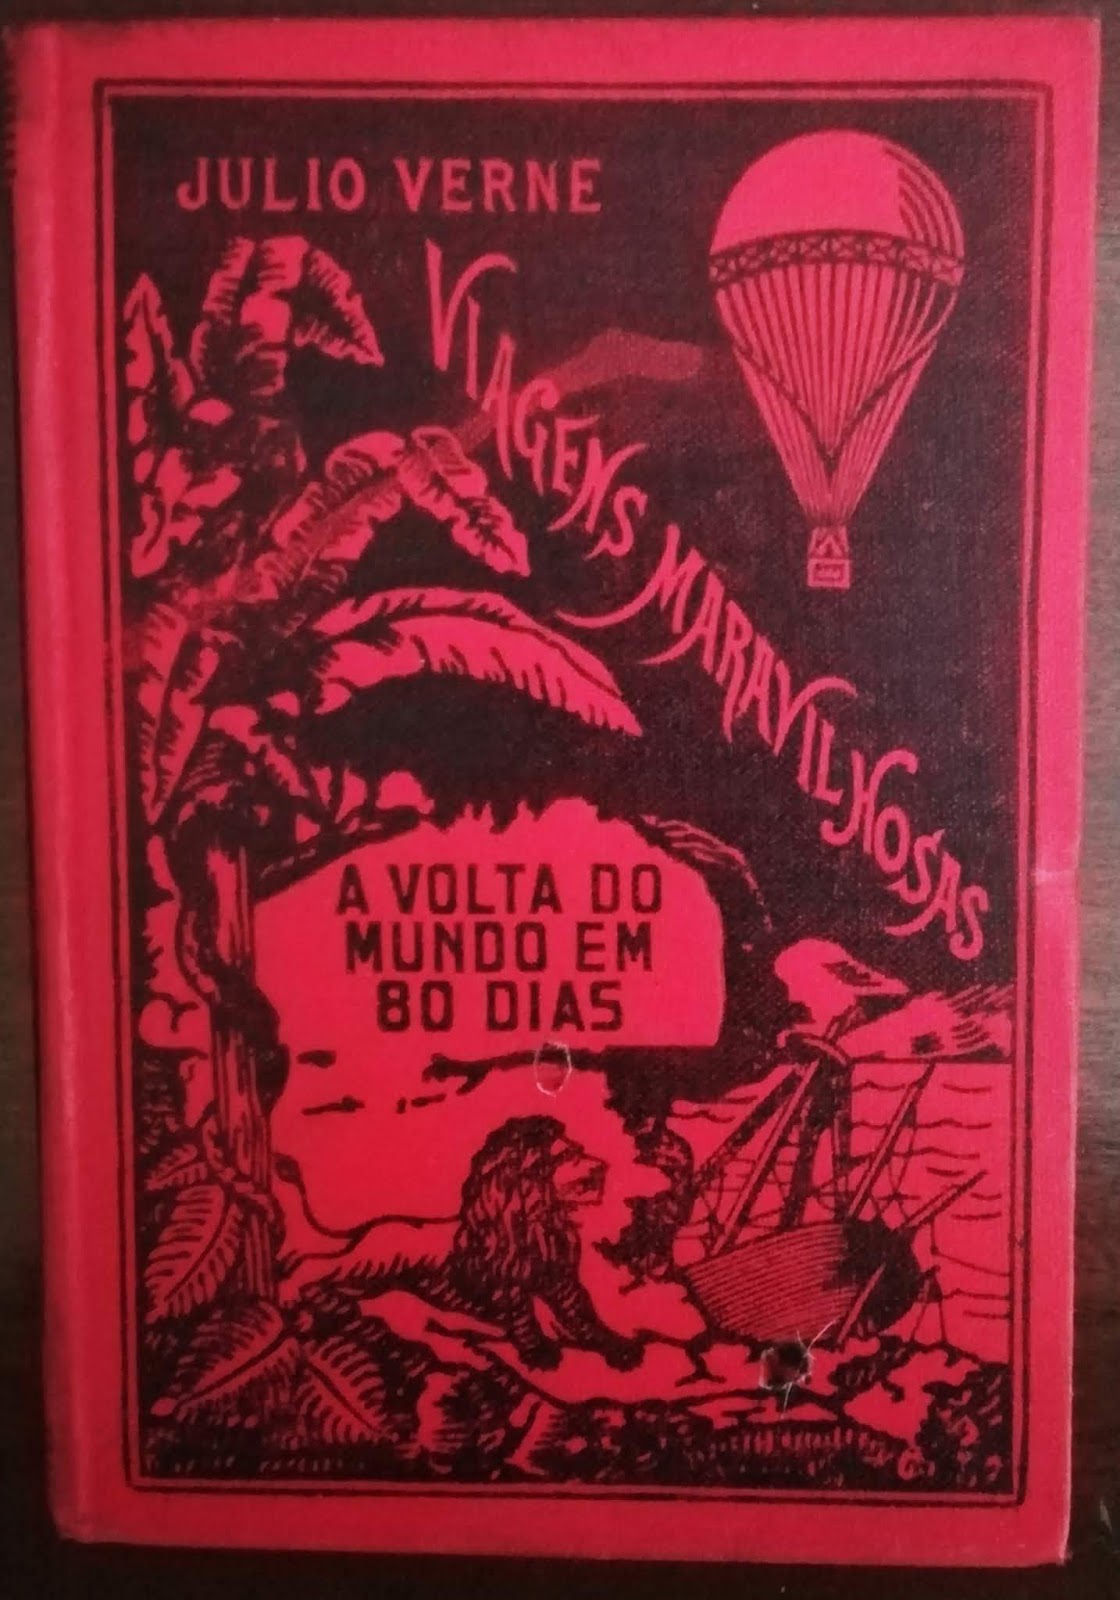 JULIO VERNE
VIAGENS MARAVILHOSAS
A VOLTA DO
MUNDO EM
80 DIAS